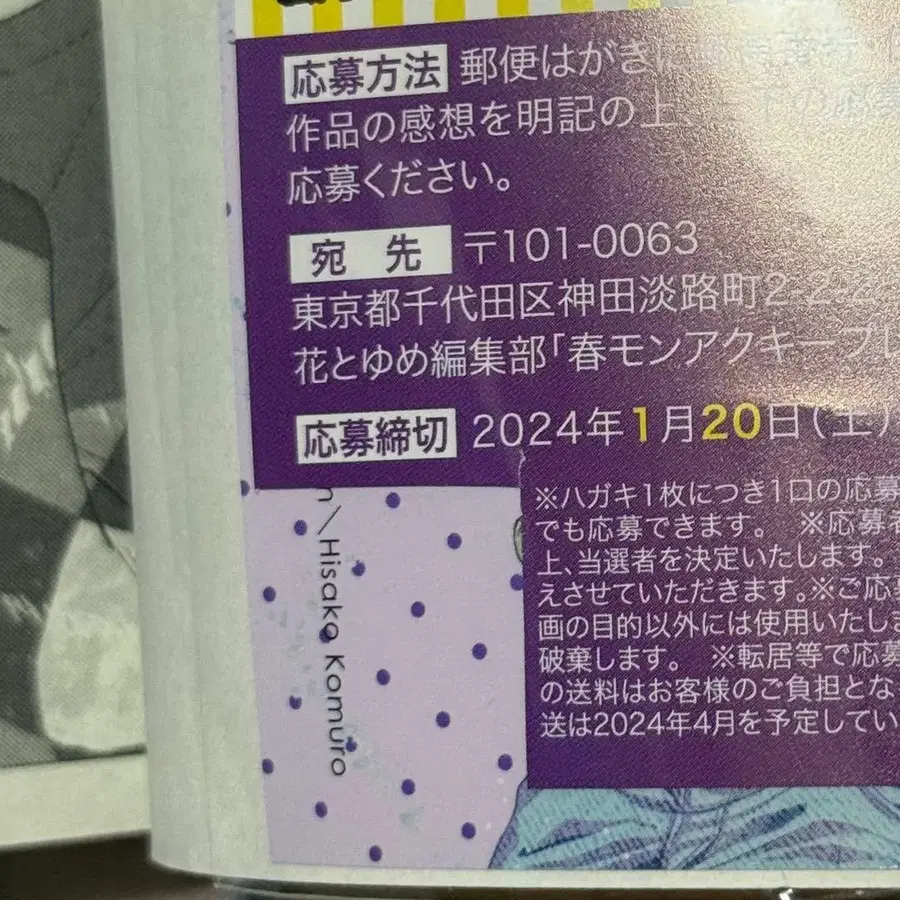 応募方法 郵便はがきに
作品の感想を明記の上、
応募ください。
宛 先 〒101-0063
東京都千代田区神田淡路町2-2-2
花とゆめ編集部「春モンアクキープレ
応募締切 2024年1月20日(土)
※ハガキ1枚につき1口の応募
でも応募できます。 ※応募者
上、当選者を決定いたします。
えさせていただきます。※ご応募
画の目的以外には使用いたしま
破棄します。 ※転居等で応募
の送料はお客様のご負担とな
送は2024年4月を予定してい
n／Hisako Komuro